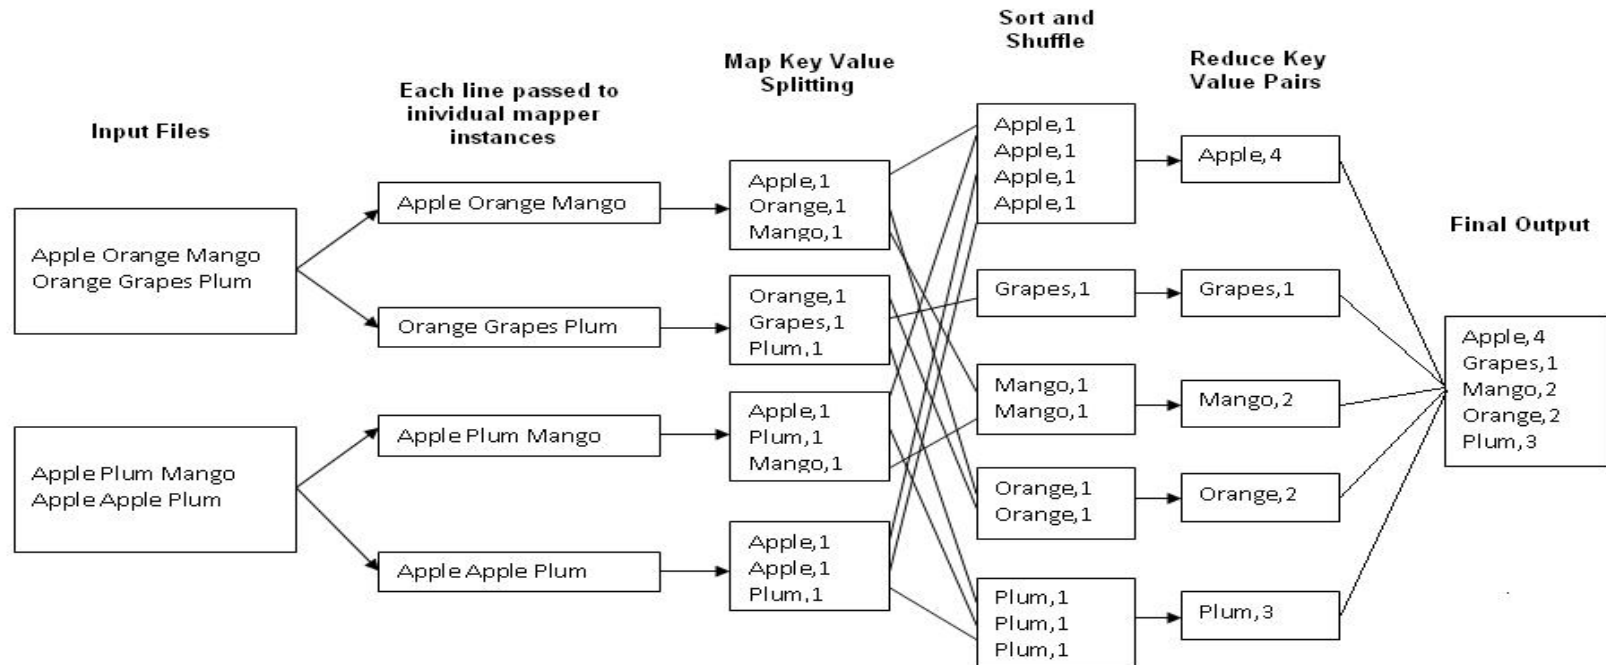 Input Files
Apple Orange Mango
Orange Grapes Plum
Apple Plum Mango
Apple Apple Plum
Each line passed to
inividual mapper
instances
Apple Orange Mango
Orange Grapes Plum
Apple Plum Mango
Apple Apple Plum
Map Key Value
Splitting
Apple,1
Orange,1
Mango,1
Orange,1
Grapes,1
Plum,1
Apple,1
Plum,1
Mango,1
Apple,1
Apple,1
Plum,1
Sort and
Shuffle
Apple,1
Apple,1
Apple,1
Apple,1
Grapes,1
Mango,1
Mango,1
Orange,1
Orange,1
Plum,1
Plum,1
Plum,1
Reduce Key
Value Pairs
Apple,4
Grapes,1
Mango,2
Orange,2
Plum,3
Final Output
Apple,4
Grapes,1
Mango,2
Orange,2
Plum,3